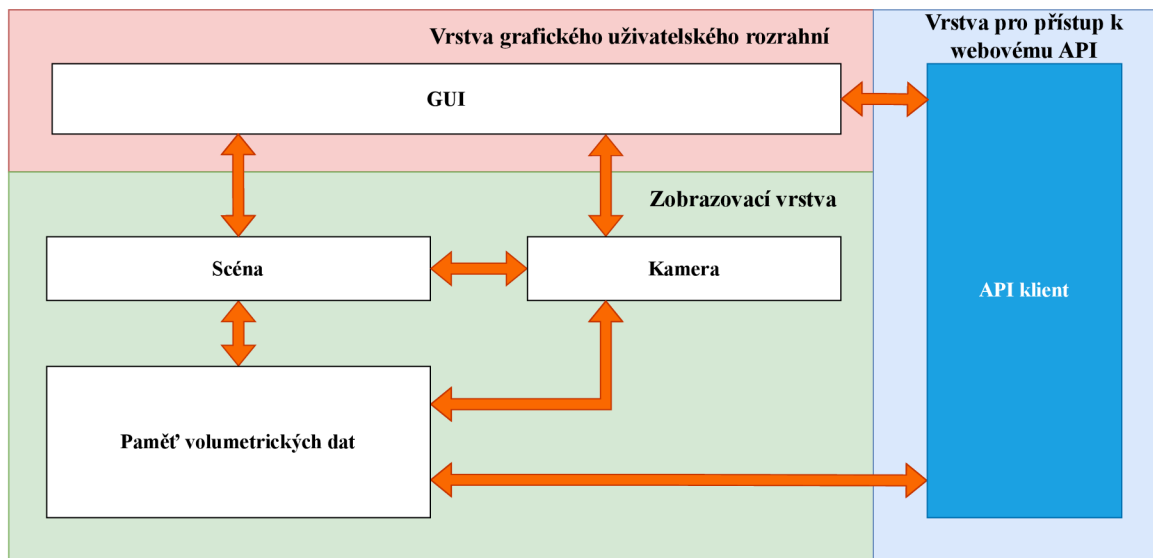 Vrstva grafického uživatelského rozrahní
Vrstva pro přístup k
webovému API
GUI
Zobrazovací vrstva
Scéna
Kamera
API klient
Paměť volumetrických dat